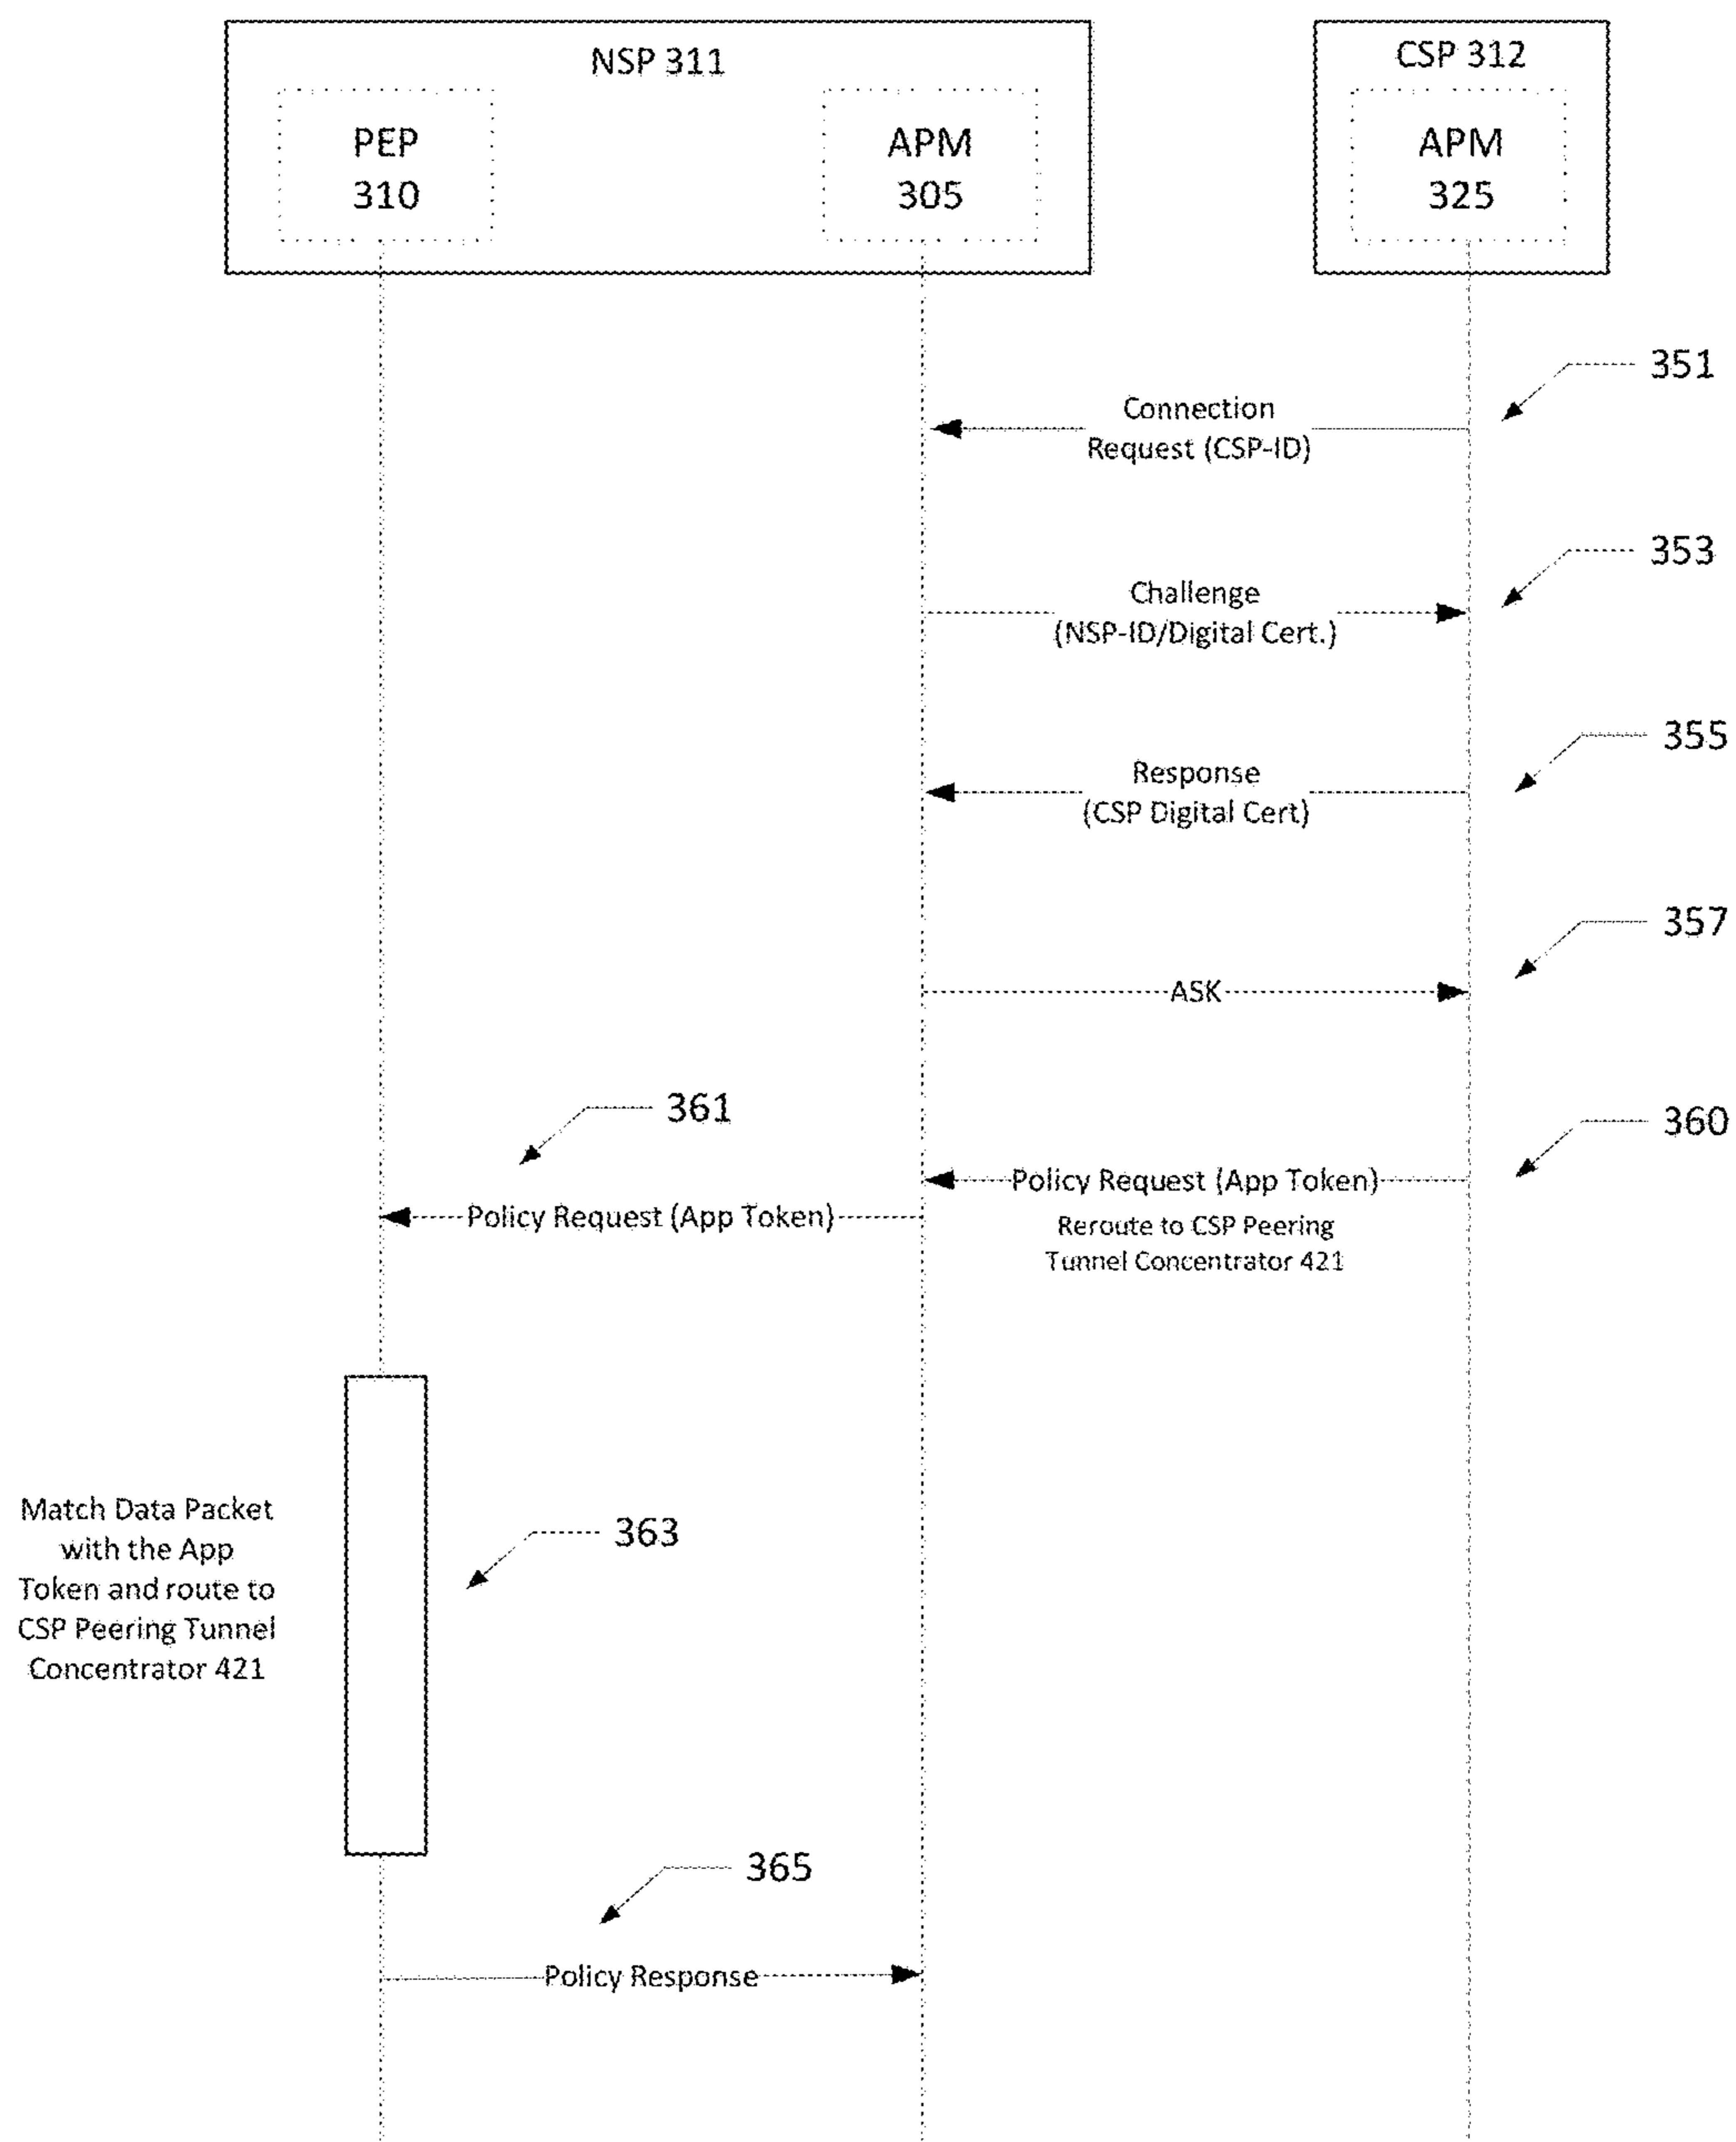 NSP 311
CSP 312
PEP
310
APM
305
APM
325
351
Connection
Request (CSP-ID)
353
Challenge
(NSP-ID/Digital Cert.)
355
Response
(CSP Digital Cert)
357
ASK
361
360
Policy Request (App Token)
Policy Request (App Token)
Reroute to CSP Peering
Tunnel Concentrator 421
Match Data Packet
with the App
Token and route to
CSP Peering Tunnel
Concentrator 421
363
365
Policy Response